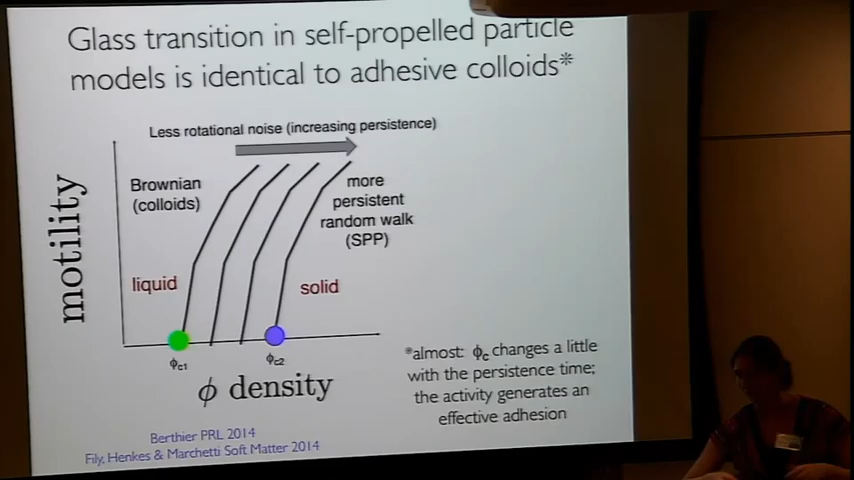 Glass transition in self-propelled particle
models is identical to adhesive colloids*
Less rotational noise (increasing persistence)
Brownian
(colloids)
more
persistent
random walk
(SPP)
motility
liquid
solid
ϕc1
ϕc2
ϕ density
*almost: ϕc changes a little
with the persistence time;
the activity generates an
effective adhesion
Berthier PRL 2014
Fily, Henkes & Marchetti Soft Matter 2014